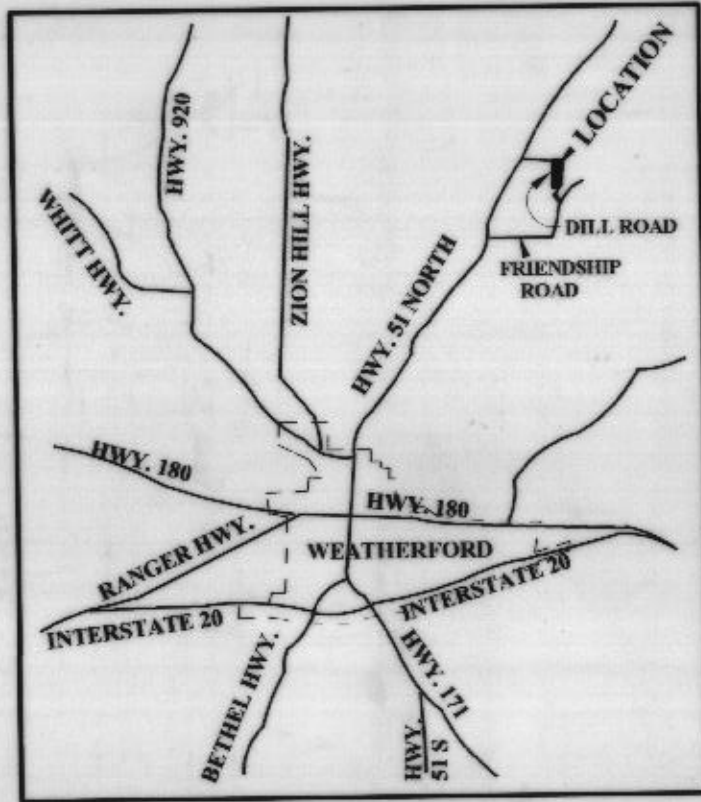 HWY. 920
ZION HILL HWY.
LOCATION
WHITT HWY.
DILL ROAD
FRIENDSHIP
ROAD
HWY. 51 NORTH
HWY. 180
HWY. 180
RANGER HWY.
WEATHERFORD
INTERSTATE 20
INTERSTATE 20
BETHEL HWY.
HWY. 171
HWY.
51 S